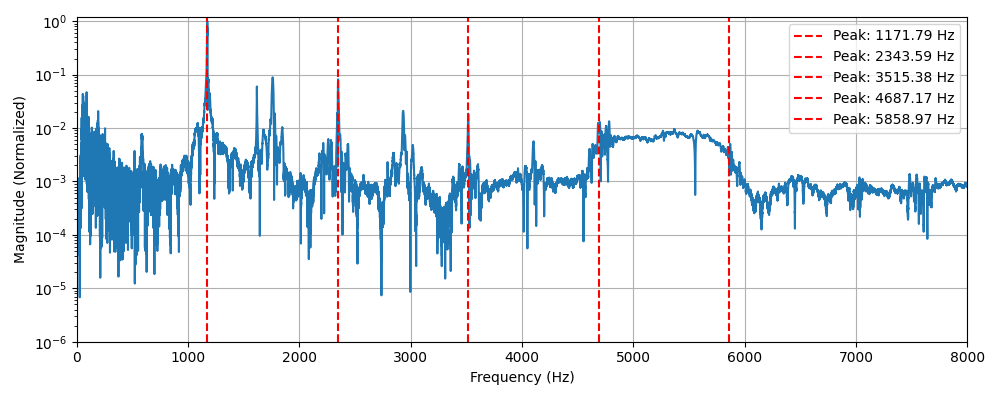 Magnitude (Normalized)
10⁰
10⁻¹
10⁻²
10⁻³
10⁻⁴
10⁻⁵
10⁻⁶
Peak: 1171.79 Hz
Peak: 2343.59 Hz
Peak: 3515.38 Hz
Peak: 4687.17 Hz
Peak: 5858.97 Hz
0 1000 2000 3000 4000 5000 6000 7000 8000
Frequency (Hz)